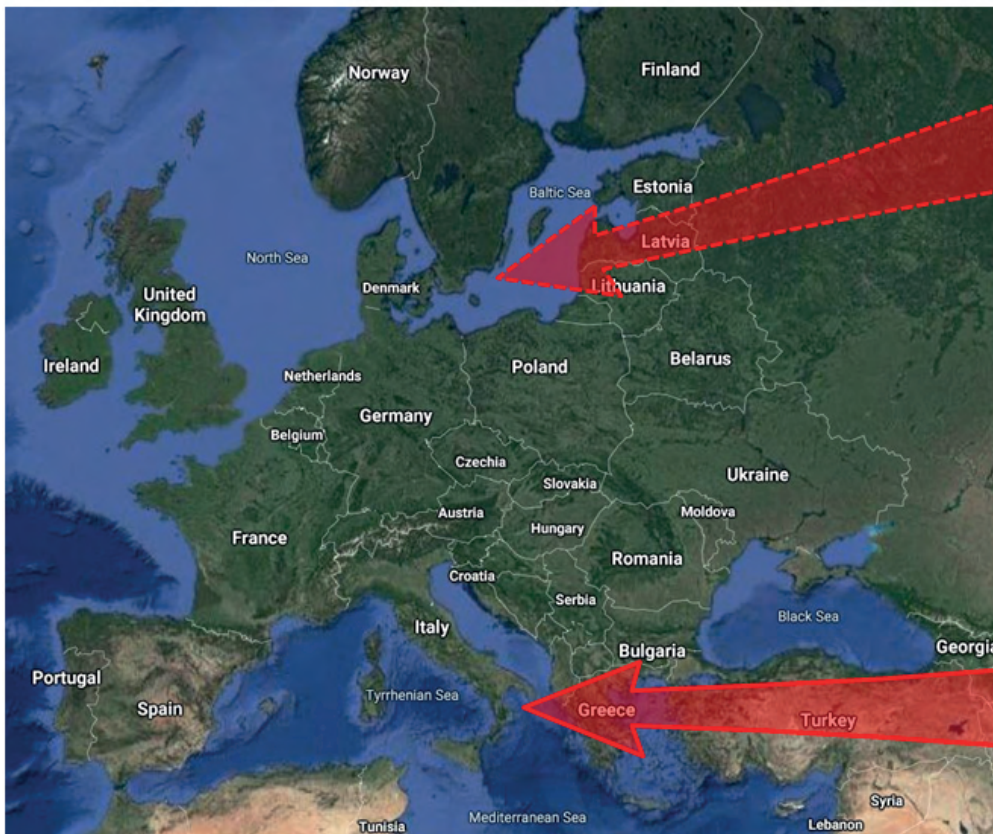 Norway
Finland
Baltic Sea
Estonia
Latvia
North Sea
Denmark
Lithuania
United
Kingdom
Ireland
Netherlands
Poland
Belarus
Germany
Belgium
Czechia
Slovakia
Ukraine
Austria
Moldova
Hungary
France
Romania
Croatia
Serbia
Black Sea
Italy
Bulgaria
Georgia
Portugal
Spain
Tyrrhenian Sea
Greece
Turkey
Syria
Mediterranean Sea
Tunisia
Lebanon